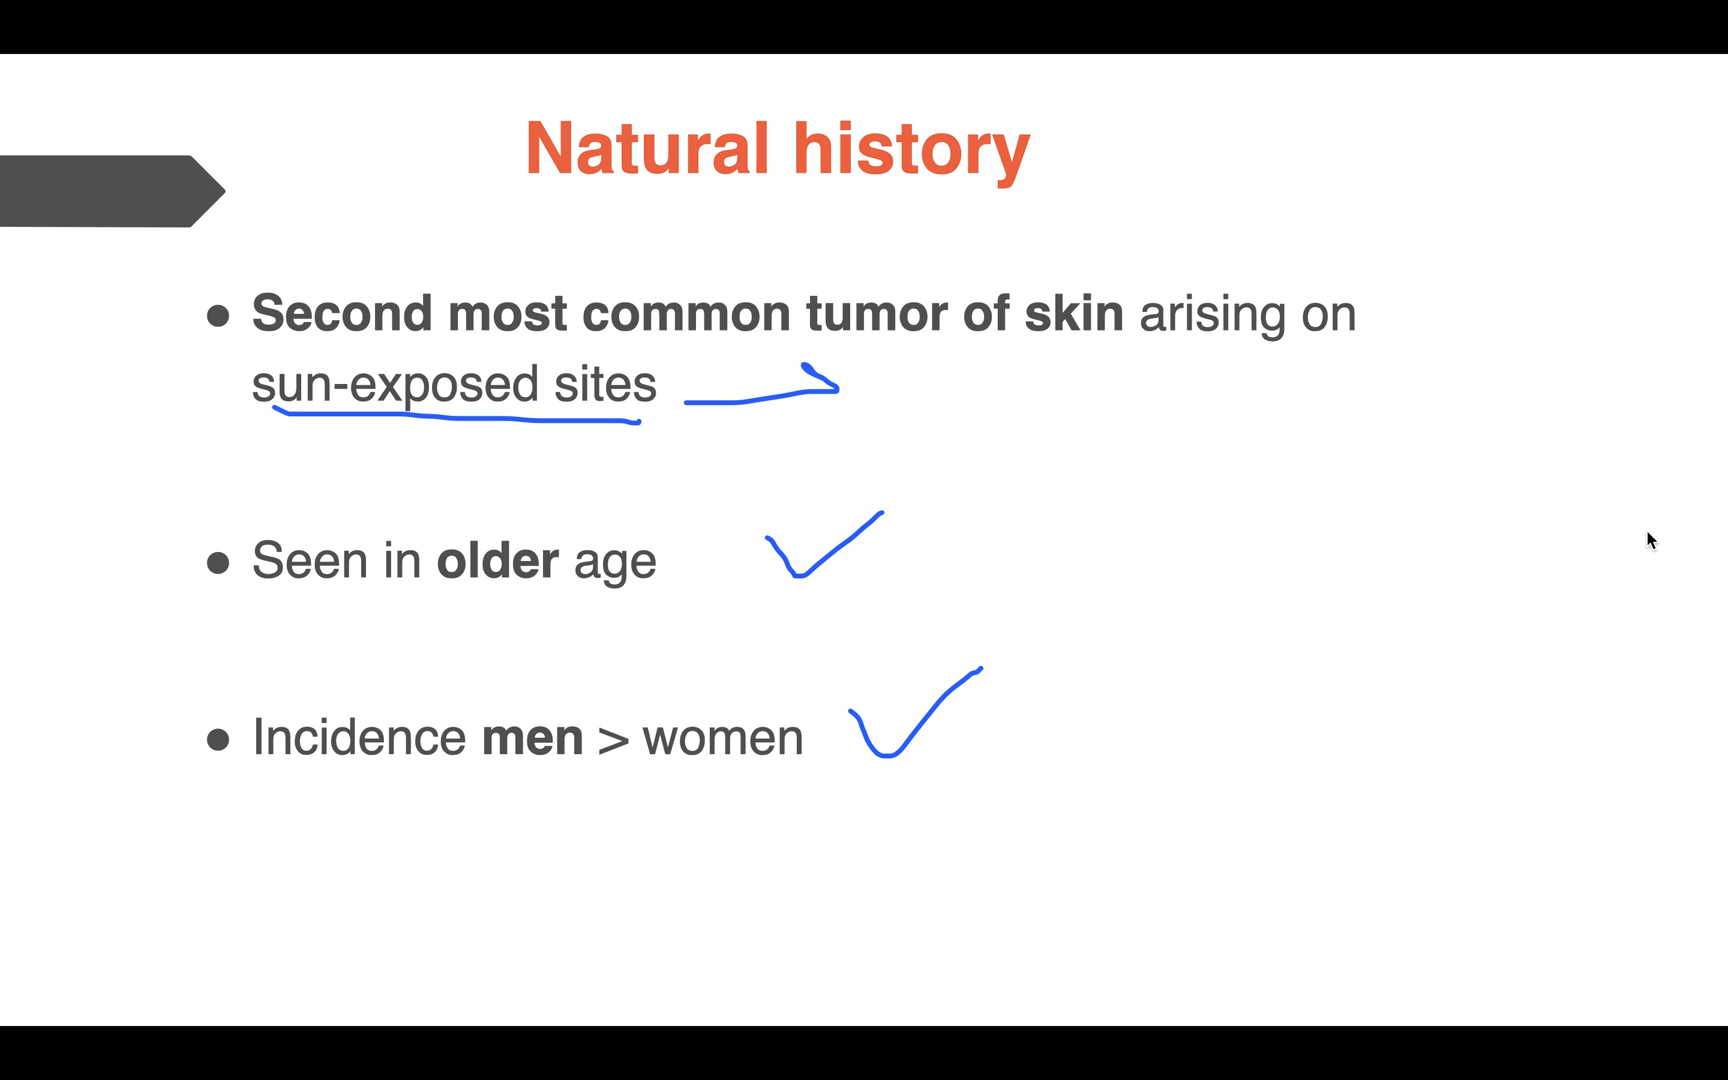 Natural history
● Second most common tumor of skin arising on
sun-exposed sites
● Seen in older age
● Incidence men > women